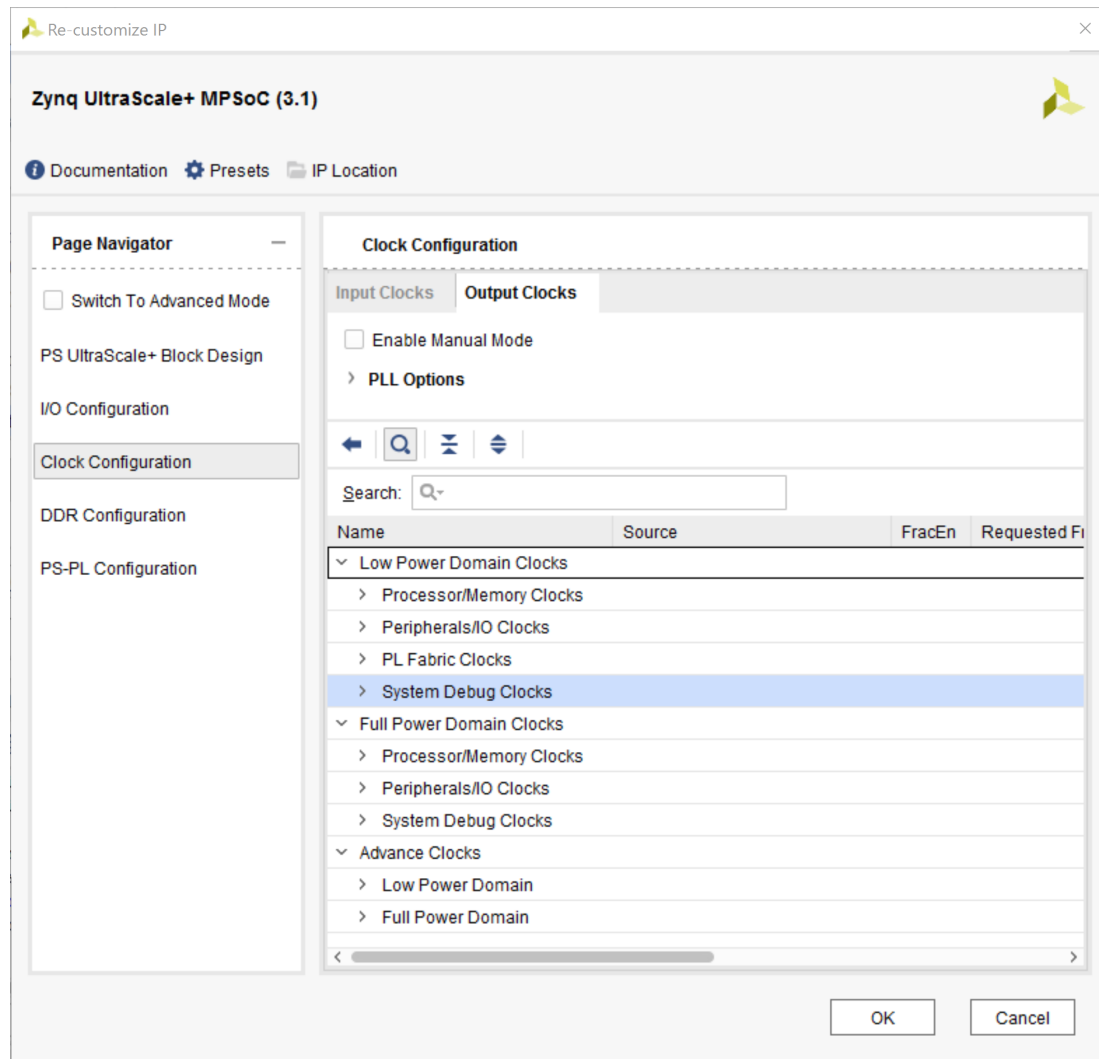 Re-customize IP
Zynq UltraScale+ MPSoC (3.1)
Documentation Presets IP Location
Page Navigator
Switch To Advanced Mode
PS UltraScale+ Block Design
I/O Configuration
Clock Configuration
DDR Configuration
PS-PL Configuration
Clock Configuration
Input Clocks Output Clocks
Enable Manual Mode
PLL Options
Search:
Name Source FracEn Requested Fr
Low Power Domain Clocks
Processor/Memory Clocks
Peripherals/IO Clocks
PL Fabric Clocks
System Debug Clocks
Full Power Domain Clocks
Processor/Memory Clocks
Peripherals/IO Clocks
System Debug Clocks
Advance Clocks
Low Power Domain
Full Power Domain
OK Cancel